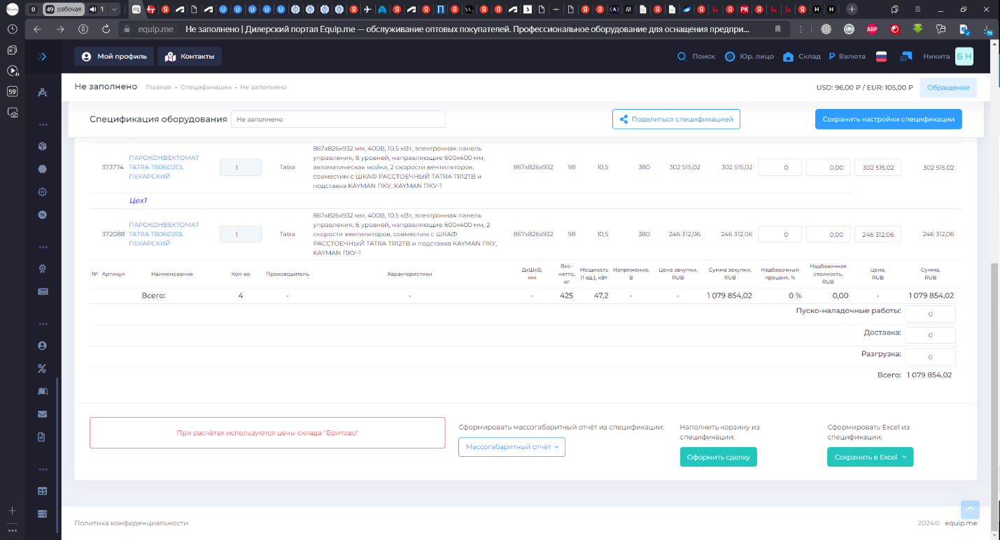 0
49 рабочая
1
equip.me
Не заполнено | Дилерский портал Equip.me — обслуживание оптовых покупателей. Профессиональное оборудование для оснащения предпри...
ABP
16
59
Мой профиль
Контакты
Поиск
Юр. лицо
Склад
₽ Валюта
Никита
Б Н
Не заполнено
Главная • Спецификации • Не заполнено
USD: 96,00 ₽ / EUR: 105,00 ₽
Обращение
Спецификация оборудования
Не заполнено
Поделиться спецификацией
Сохранить настройки спецификации
373774
ПАРОКОНВЕКТОМАТ
TATRA TB06D2CL
ПЕКАРСКИЙ
1
Tatra
867х826х932 мм, 400В, 10,5 кВт, электронная панель
управления, 6 уровней, направляющие 600х400 мм,
автоматическая мойка, 2 скорости вентиляторов,
совместим с ШКАФ РАССТОЕЧНЫЙ TATRA TR12TB и
подставка KAYMAN ПКУ, KAYMAN ПКУ-1
867х826х932
98
10,5
380
302 515,02
302 515,02
0
0,00
302 515,02
302 515,02
Цех1
372088
ПАРОКОНВЕКТОМАТ
TATRA TB06D20L
ПЕКАРСКИЙ
1
Tatra
867х826х932 мм, 400В, 10,5 кВт, электронная панель
управления, 6 уровней, направляющие 600х400 мм, 2
скорости вентиляторов, совместим с ШКАФ
РАССТОЕЧНЫЙ TATRA TR12TB и подставка KAYMAN ПКУ,
KAYMAN ПКУ-1
867х826х932
98
10,5
380
246 312,06
246 312,06
0
0,00
246 312,06
246 312,06
№
Артикул
Наименование
Кол-во
Производитель
Характеристики
ДхШхВ,
мм
Вес-
нетто,
кг
Мощность
(1 ед.), кВт
Напряжение,
В
Цена закупки,
RUB
Сумма закупки,
RUB
Надбавочный
процент, %
Надбавочная
стоимость,
RUB
Цена,
RUB
Сумма,
RUB
Всего:
4
-
-
-
425
47,2
-
-
1 079 854,02
0 %
0,00
-
1 079 854,02
Пуско-наладочные работы:
0
Доставка:
0
Разгрузка:
0
Всего: 1 079 854,02
При расчётах используются цены склада "Бритово"
Сформировать массогабаритный отчёт из спецификации:
Массогабаритный отчёт
Наполнить корзину из
спецификации:
Оформить сделку
Сформировать Excel из
спецификации:
Сохранить в Excel
Политика конфиденциальности
2024© equip.me